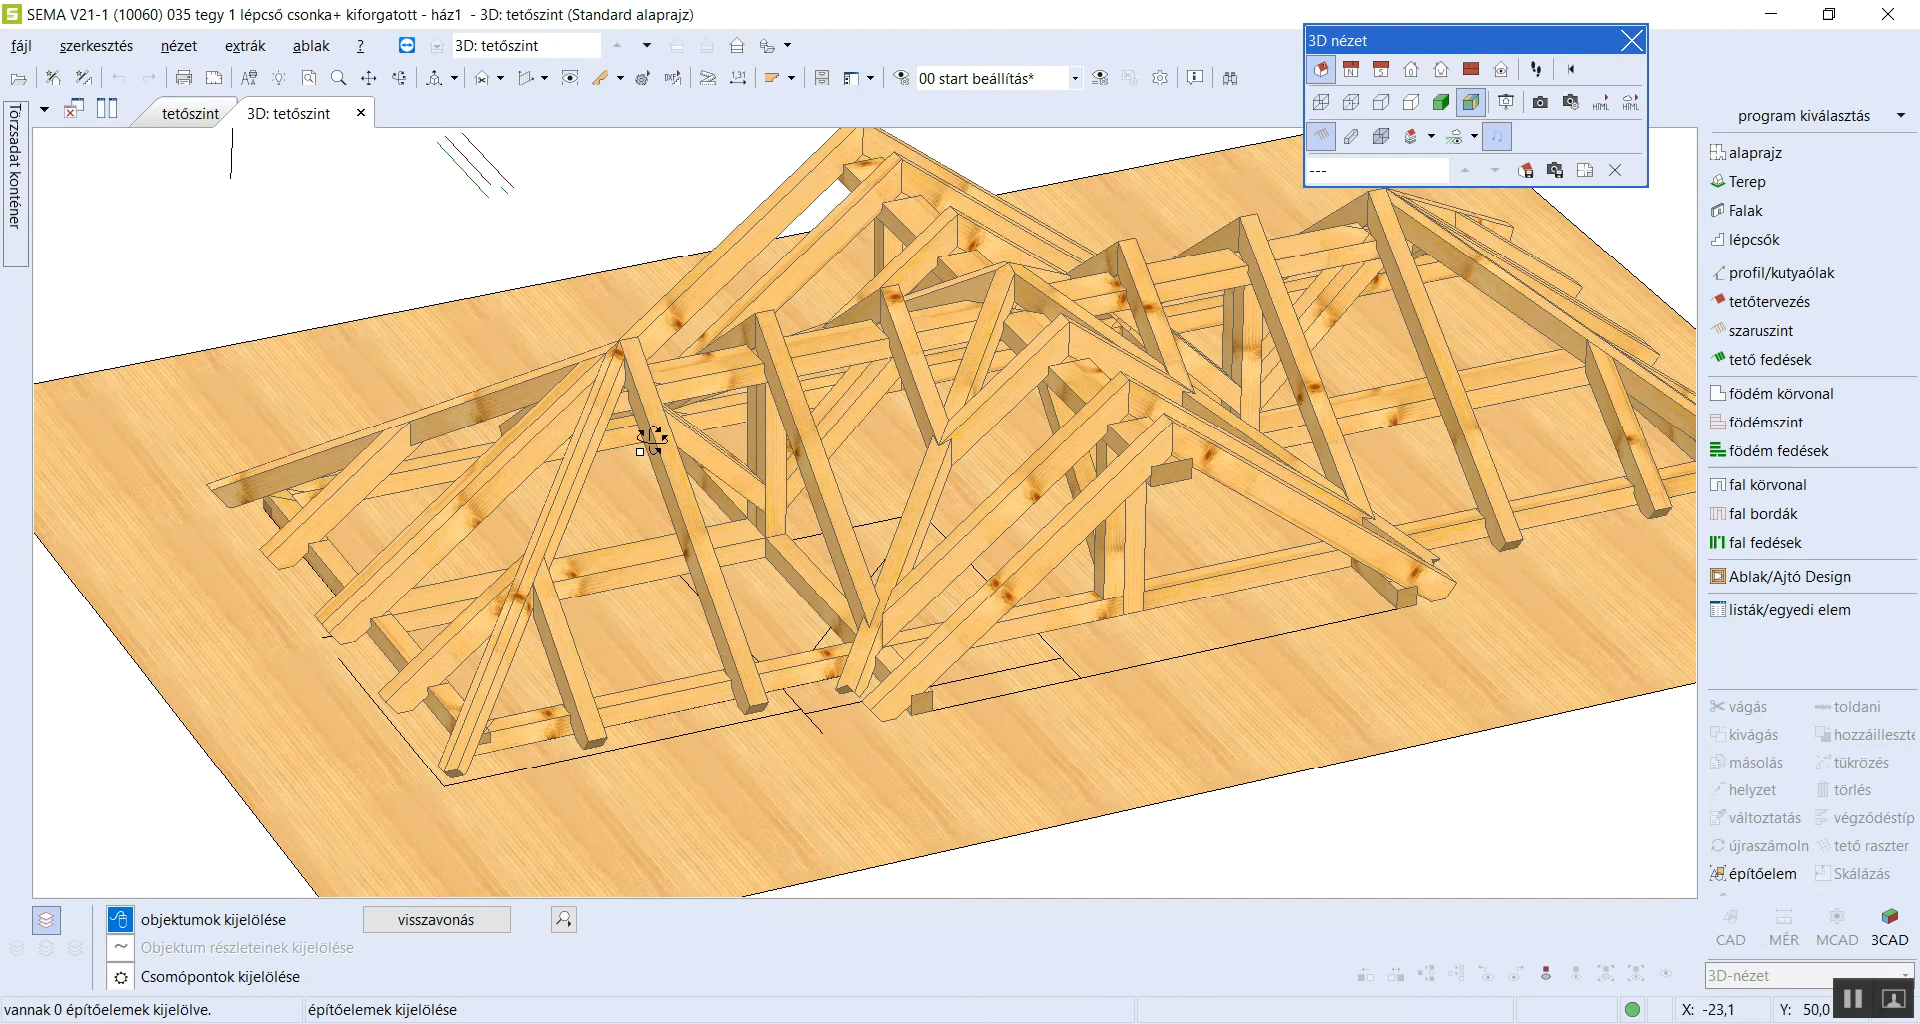 SEMA V21-1 (10060) 035 tegy 1 lépcső csonka+ kiforgatott - ház1 - 3D: tetőszint (Standard alaprajz)
fájl szerkesztés nézet extrák ablak ? 3D: tetőszint
00 start beállítás*
tetőszint 3D: tetőszint
Törzsadat konténer
3D nézet
HTML HTML
---
program kiválasztás
alaprajz
Terep
Falak
lépcsők
profil/kutyaólak
tetőtervezés
szaruszint
tető fedések
födém körvonal
födémszint
födém fedések
fal körvonal
fal bordák
fal fedések
Ablak/Ajtó Design
listák/egyedi elem
vágás toldani
kivágás hozzáilleszté
másolás tükrözés
helyzet törlés
változtatás végződéstíp
újraszámoln tető raszter
építőelem Skálázás
CAD MÉR MCAD 3CAD
objektumok kijelölése visszavonás
Objektum részleteinek kijelölése
Csomópontok kijelölése
3D-nézet
vannak 0 építőelemek kijelölve. építőelemek kijelölése X: -23,1 Y: 50,0